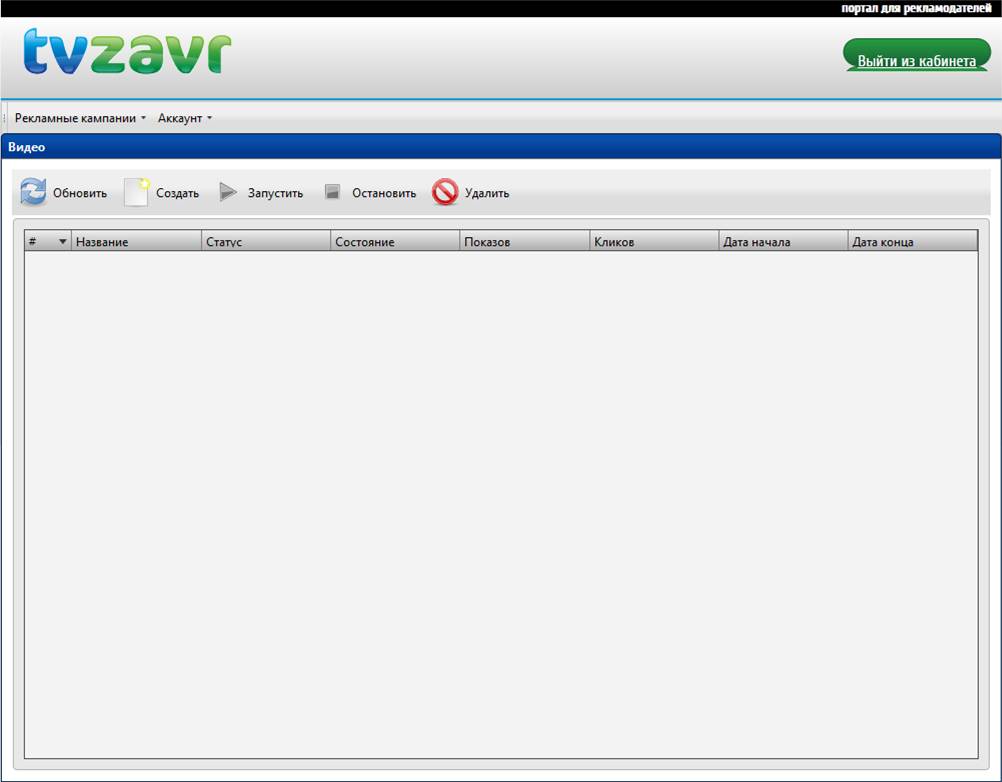 портал для рекламодателей
tvzavr
Выйти из кабинета
Рекламные кампании Аккаунт
Видео
Обновить Создать Запустить Остановить Удалить
# Название Статус Состояние Показов Кликов Дата начала Дата конца